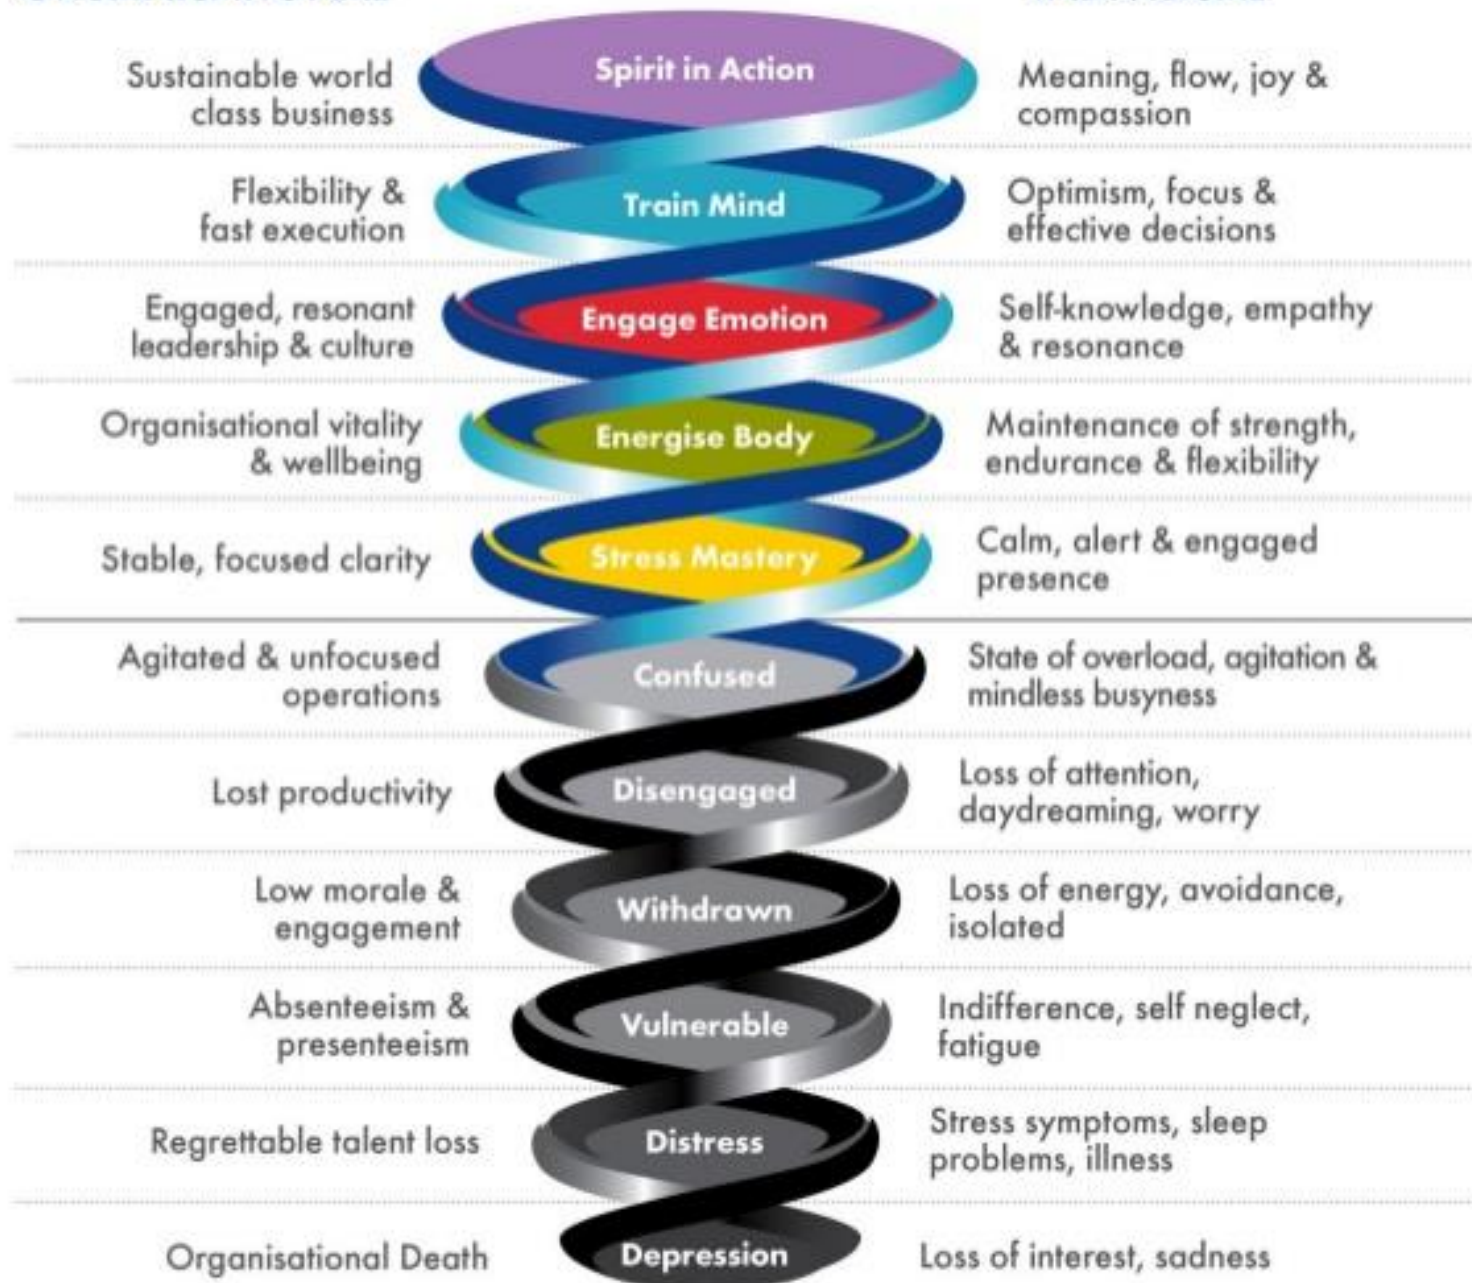 Spirit in Action
Sustainable world
class business
Meaning, flow, joy &
compassion
Flexibility &
fast execution
Train Mind
Optimism, focus &
effective decisions
Engaged, resonant
leadership & culture
Engage Emotion
Self-knowledge, empathy
& resonance
Organisational vitality
& wellbeing
Energise Body
Maintenance of strength,
endurance & flexibility
Stable, focused clarity
Stress Mastery
Calm, alert & engaged
presence
Agitated & unfocused
operations
Confused
State of overload, agitation &
mindless busyness
Lost productivity
Disengaged
Loss of attention,
daydreaming, worry
Low morale &
engagement
Withdrawn
Loss of energy, avoidance,
isolated
Absenteeism &
presenteeism
Vulnerable
Indifference, self neglect,
fatigue
Regrettable talent loss
Distress
Stress symptoms, sleep
problems, illness
Organisational Death
Depression
Loss of interest, sadness